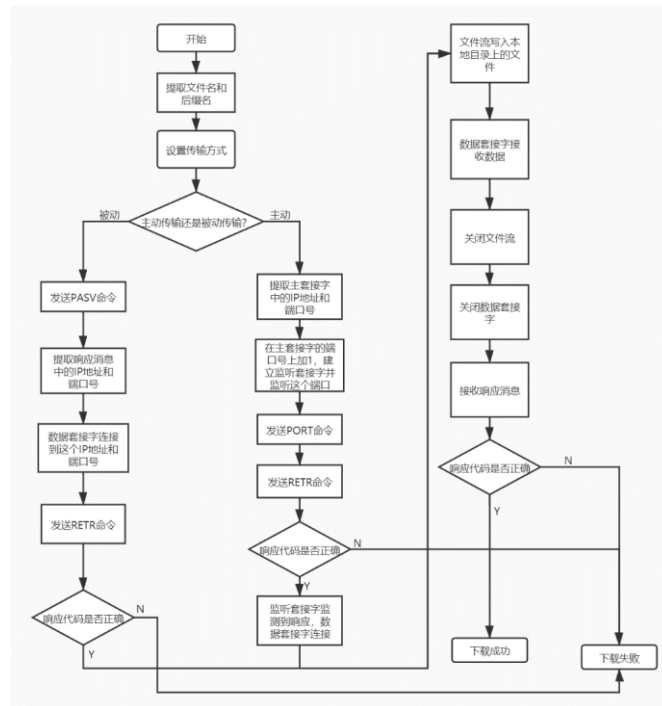 开始
提取文件名和
后缀名
设置传输方式
主动传输还是被动传输?
被动
主动
发送PASV命令
提取响应消息
中的IP地址和
端口号
数据套接字连接
到这个IP地址和
端口号
发送RETR命令
响应代码是否正确
N
Y
提取主套接字
中的IP地址和
端口号
在主套接字的端
口号上加1，建
立监听套接字并
监听这个端口
发送PORT命令
发送RETR命令
响应代码是否正确
N
Y
监听套接字监
测到响应，数
据套接字连接
文件流写入本
地目录上的文
件
数据套接字接
收数据
关闭文件流
关闭数据套接
字
接收响应消息
响应代码是否正确
N
Y
下载成功
下载失败